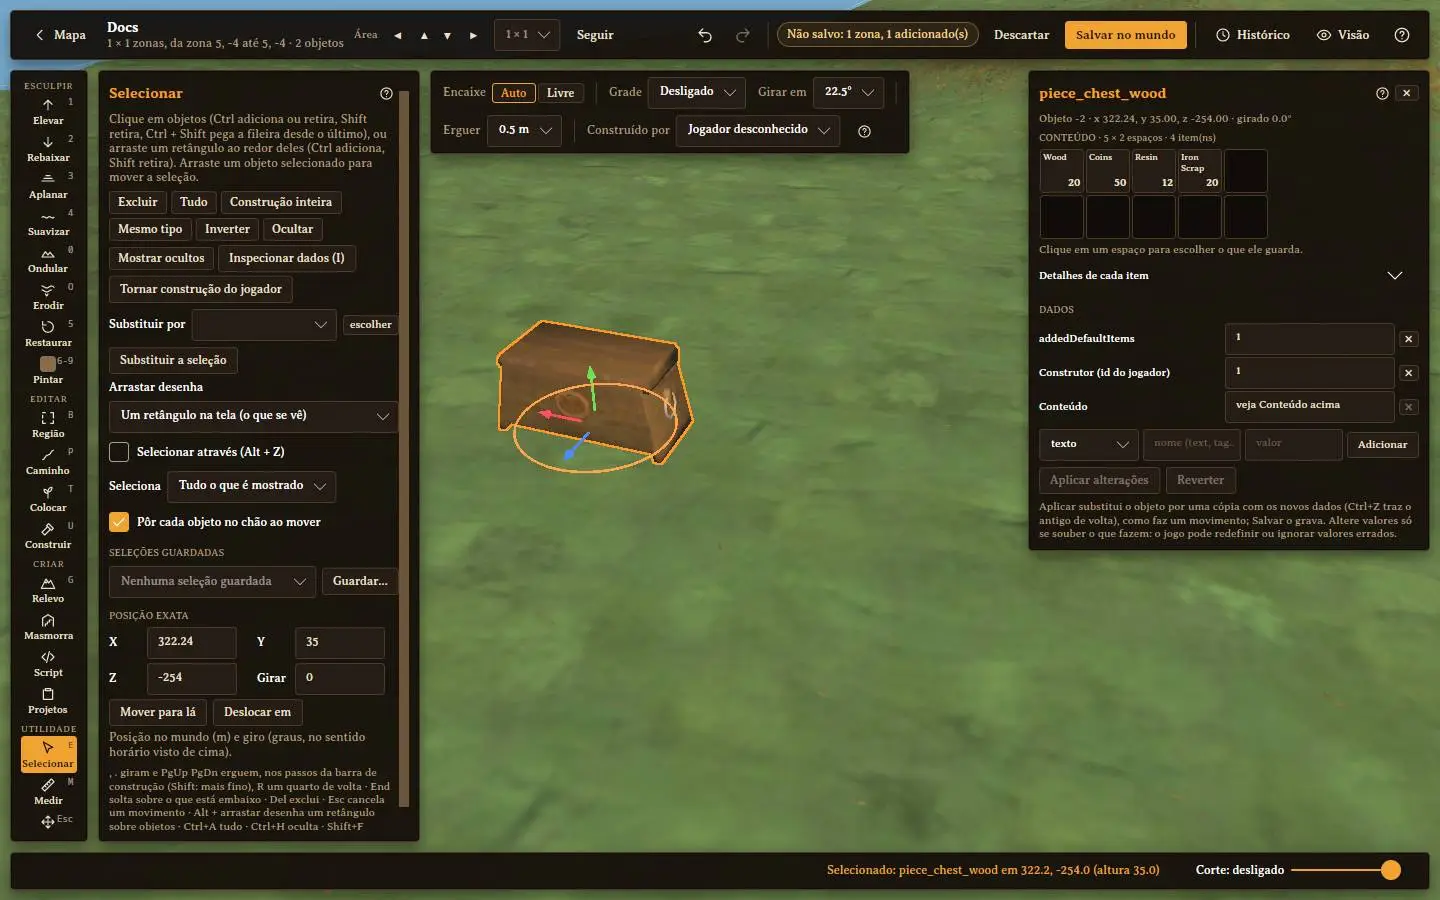 Mapa
Docs
1 × 1 zonas, da zona 5, -4 até 5, -4 · 2 objetos
Área
1 × 1
Seguir
Não salvo: 1 zona, 1 adicionado(s)
Descartar
Salvar no mundo
Histórico
Visão
ESCULPIR
1
Elevar
2
Rebaixar
3
Aplanar
4
Suavizar
0
Ondular
O
Erodir
5
Restaurar
6-9
Pintar
EDITAR
B
Região
P
Caminho
T
Colocar
U
Construir
CRIAR
G
Relevo
Masmorra
Script
Projetos
UTILIDADE
E
Selecionar
M
Medir
Esc
Selecionar
Clique em objetos (Ctrl adiciona ou retira, Shift
retira, Ctrl + Shift pega a fileira desde o último), ou
arraste um retângulo ao redor deles (Ctrl adiciona,
Shift retira). Arraste um objeto selecionado para
mover a seleção.
Excluir Tudo Construção inteira
Mesmo tipo Inverter Ocultar
Mostrar ocultos Inspecionar dados (I)
Tornar construção do jogador
Substituir por escolher
Substituir a seleção
Arrastar desenha
Um retângulo na tela (o que se vê)
Selecionar através (Alt + Z)
Seleciona Tudo o que é mostrado
Pôr cada objeto no chão ao mover
SELEÇÕES GUARDADAS
Nenhuma seleção guardada Guardar...
POSIÇÃO EXATA
X 322.24 Y 35
Z -254 Girar 0
Mover para lá Deslocar em
Posição no mundo (m) e giro (graus, no sentido
horário visto de cima).
, . giram e PgUp PgDn erguem, nos passos da barra de
construção (Shift: mais fino), R um quarto de volta · End
solta sobre o que está embaixo · Del exclui · Esc cancela
um movimento · Alt + arrastar desenha um retângulo
sobre objetos · Ctrl+A tudo · Ctrl+H oculta · Shift+F
Encaixe Auto Livre Grade Desligado Girar em 22.5°
Erguer 0.5 m Construído por Jogador desconhecido
piece_chest_wood
Objeto -2 · x 322.24, y 35.00, z -254.00 · girado 0.0°
CONTEÚDO · 5 × 2 espaços · 4 item(ns)
Wood 20
Coins 50
Resin 12
Iron Scrap 20
Clique em um espaço para escolher o que ele guarda.
Detalhes de cada item
DADOS
addedDefaultItems 1
Construtor (id do jogador) 1
Conteúdo veja Conteúdo acima
texto nome (text, tag.. valor Adicionar
Aplicar alterações Reverter
Aplicar substitui o objeto por uma cópia com os novos dados (Ctrl+Z traz o
antigo de volta), como faz um movimento; Salvar o grava. Altere valores só
se souber o que fazem: o jogo pode redefinir ou ignorar valores errados.
Selecionado: piece_chest_wood em 322.2, -254.0 (altura 35.0)
Corte: desligado